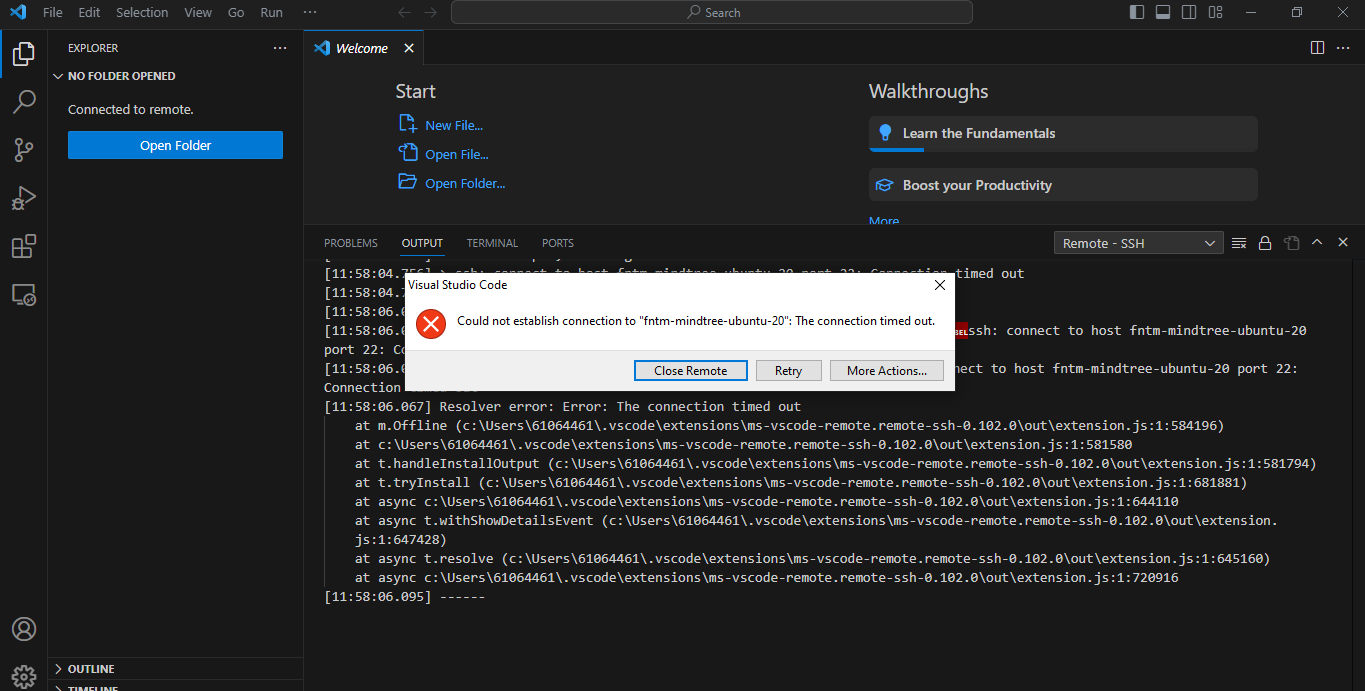 File Edit Selection View Go Run ···
Search
EXPLORER
NO FOLDER OPENED
Connected to remote.
Open Folder
OUTLINE
TIMELINE
Welcome
Start
New File...
Open File...
Open Folder...
Walkthroughs
Learn the Fundamentals
Boost your Productivity
More
PROBLEMS OUTPUT TERMINAL PORTS
Remote - SSH
[11:58:04.756] > ssh: connect to host fntm-mindtree-ubuntu-20 port 22: Connection timed out
[11:58:04.7
[11:58:06.0
[11:58:06.0 BEL ssh: connect to host fntm-mindtree-ubuntu-20
port 22: Co
[11:58:06.0 nect to host fntm-mindtree-ubuntu-20 port 22:
Connection timed out
[11:58:06.067] Resolver error: Error: The connection timed out
at m.Offline (c:\Users\61064461\.vscode\extensions\ms-vscode-remote.remote-ssh-0.102.0\out\extension.js:1:584196)
at c:\Users\61064461\.vscode\extensions\ms-vscode-remote.remote-ssh-0.102.0\out\extension.js:1:581580
at t.handleInstallOutput (c:\Users\61064461\.vscode\extensions\ms-vscode-remote.remote-ssh-0.102.0\out\extension.js:1:581794)
at t.tryInstall (c:\Users\61064461\.vscode\extensions\ms-vscode-remote.remote-ssh-0.102.0\out\extension.js:1:681881)
at async c:\Users\61064461\.vscode\extensions\ms-vscode-remote.remote-ssh-0.102.0\out\extension.js:1:644110
at async t.withShowDetailsEvent (c:\Users\61064461\.vscode\extensions\ms-vscode-remote.remote-ssh-0.102.0\out\extension.
js:1:647428)
at async t.resolve (c:\Users\61064461\.vscode\extensions\ms-vscode-remote.remote-ssh-0.102.0\out\extension.js:1:645160)
at async c:\Users\61064461\.vscode\extensions\ms-vscode-remote.remote-ssh-0.102.0\out\extension.js:1:720916
[11:58:06.095] ------
Visual Studio Code
Could not establish connection to "fntm-mindtree-ubuntu-20": The connection timed out.
Close Remote
Retry
More Actions...